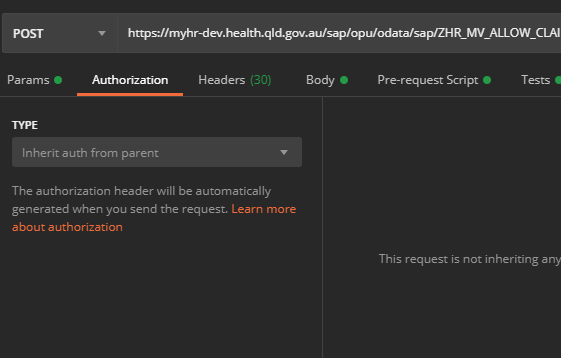 POST https://myhr-dev.health.qld.gov.au/sap/opu/odata/sap/ZHR_MV_ALLOW_CLAI
Params Authorization Headers (30) Body Pre-request Script Tests
TYPE
Inherit auth from parent
The authorization header will be automatically
generated when you send the request. Learn more
about authorization
This request is not inheriting any